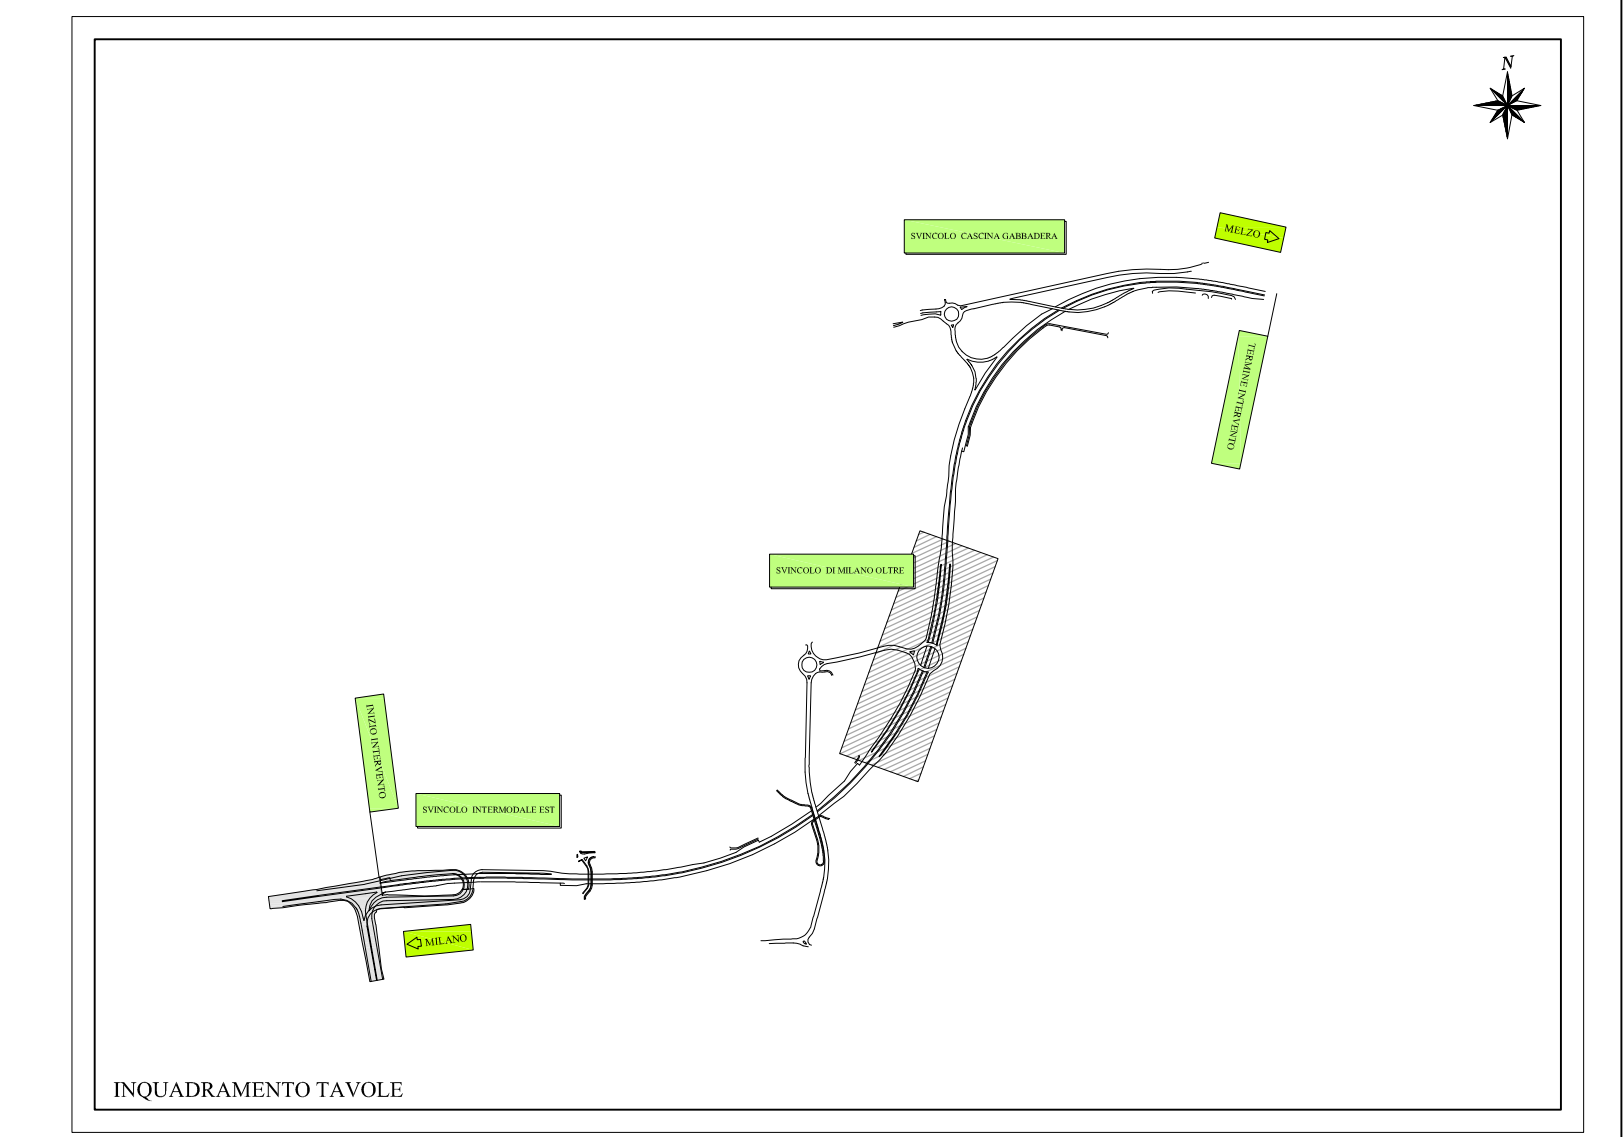 N
SVINCOLO CASCINA GABBADERA
MELZO
TERMINE INTERVENTO
SVINCOLO DI MILANO OLTRE
INIZIO INTERVENTO
SVINCOLO INTERMODALE EST
MILANO
INQUADRAMENTO TAVOLE